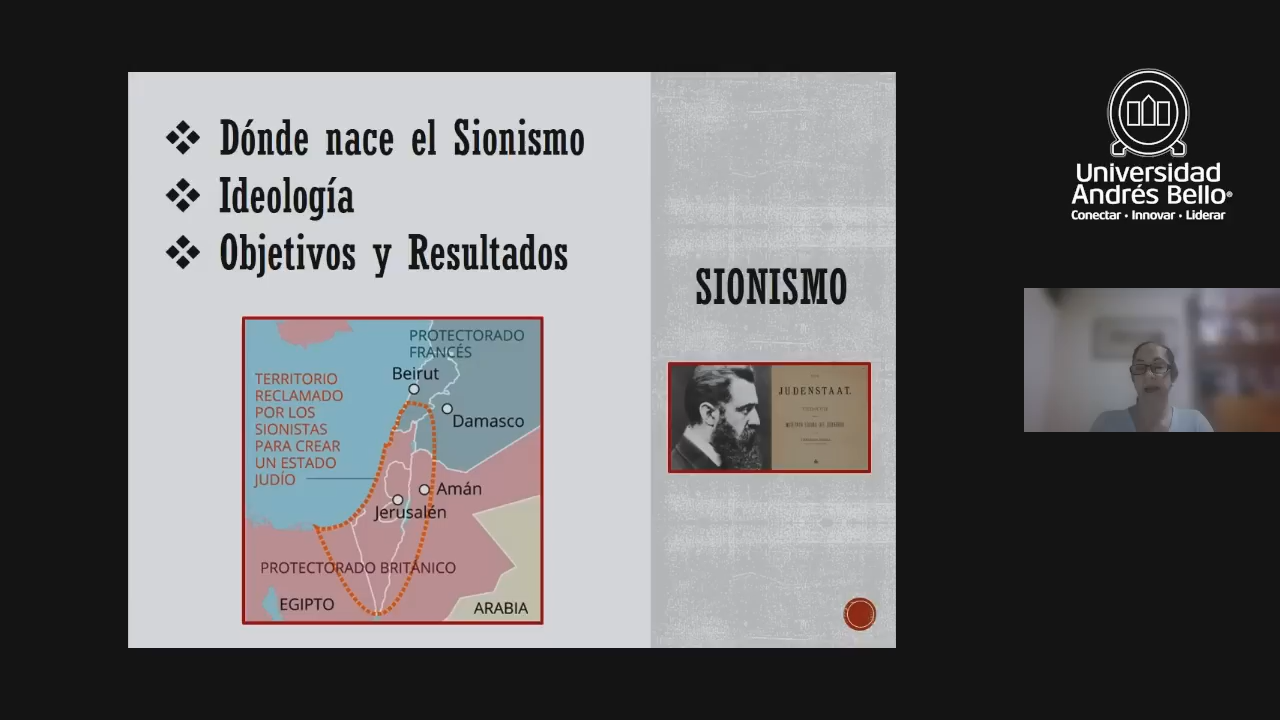 Dónde nace el Sionismo
Ideología
Objetivos y Resultados
PROTECTORADO
FRANCÉS
Beirut
Damasco
TERRITORIO
RECLAMADO
POR LOS
SIONISTAS
PARA CREAR
UN ESTADO
JUDÍO
Amán
Jerusalén
PROTECTORADO BRITÁNICO
EGIPTO
ARABIA
SIONISMO
JUDENSTAAT.
Universidad
Andrés Bello®
Conectar • Innovar • Liderar